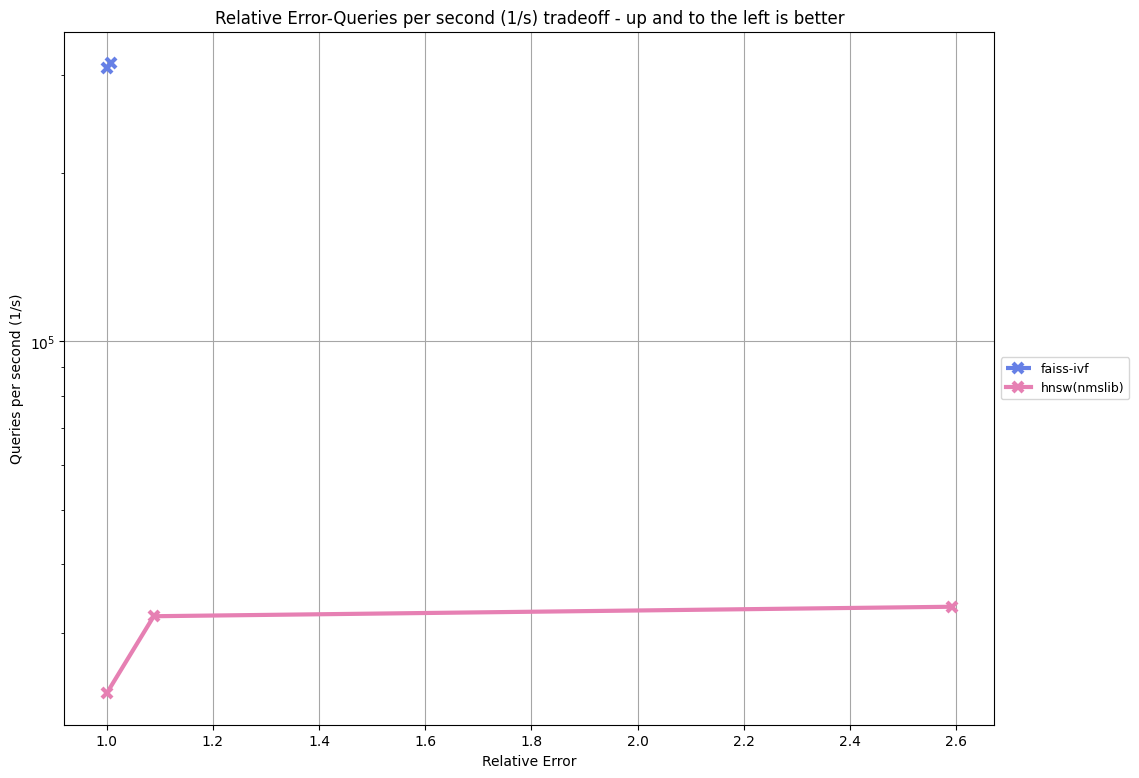 Relative Error-Queries per second (1/s) tradeoff - up and to the left is better
Queries per second (1/s)
10⁵
1.0 1.2 1.4 1.6 1.8 2.0 2.2 2.4 2.6
Relative Error
faiss-ivf
hnsw(nmslib)